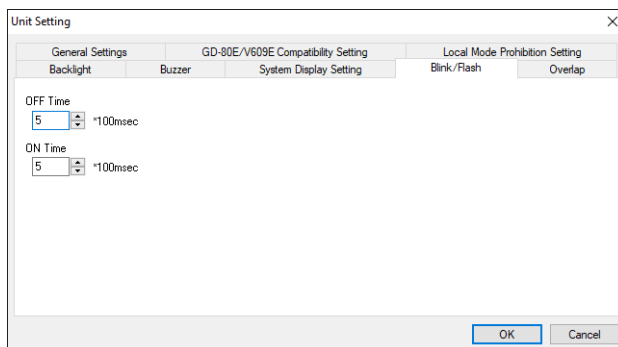 Unit Setting
General Settings GD-80E/V609E Compatibility Setting Local Mode Prohibition Setting
Backlight Buzzer System Display Setting Blink/Flash Overlap
OFF Time
5 *100msec
ON Time
5 *100msec
OK Cancel